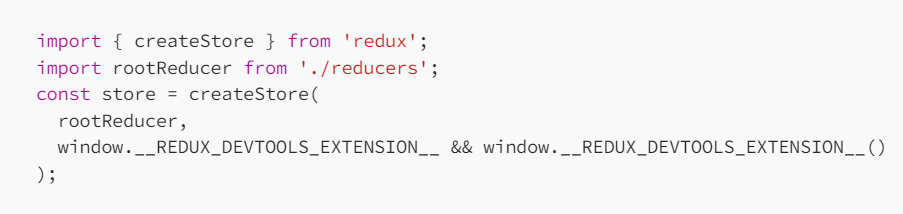 import { createStore } from 'redux';
import rootReducer from './reducers';
const store = createStore(
  rootReducer,
  window.__REDUX_DEVTOOLS_EXTENSION__ && window.__REDUX_DEVTOOLS_EXTENSION__()
);